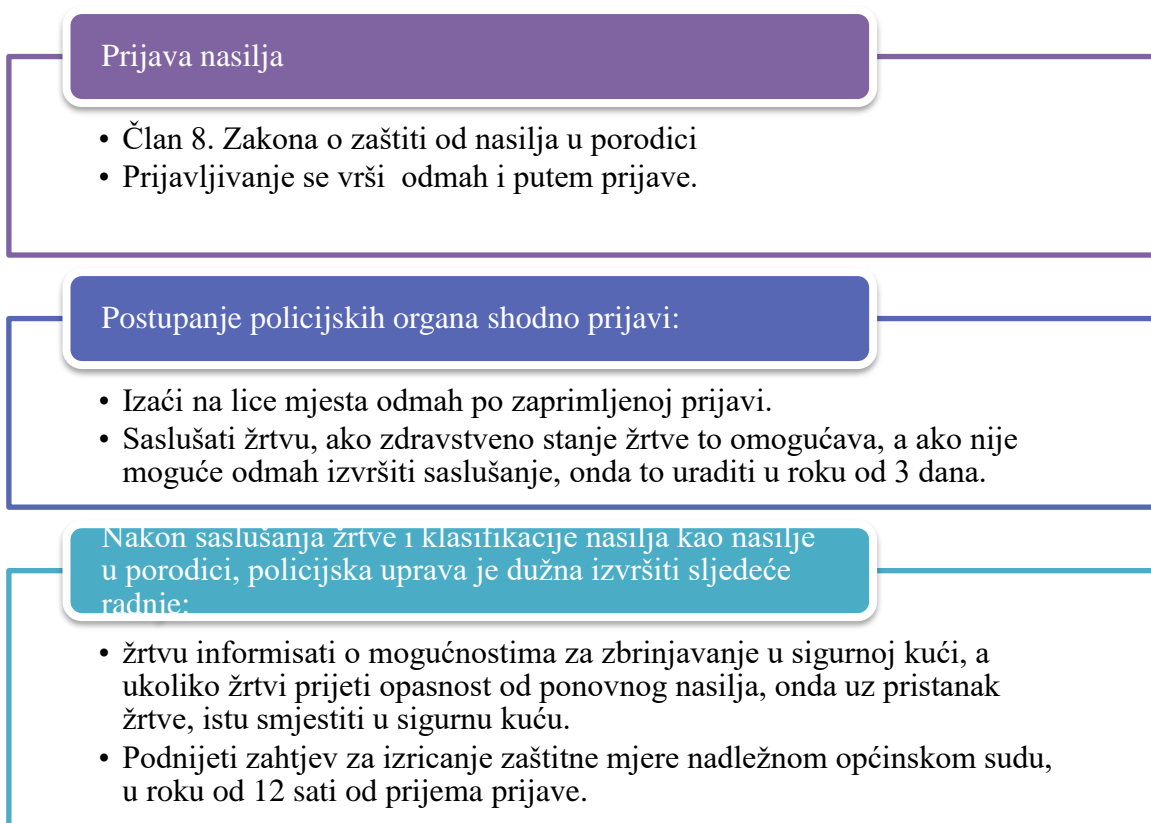 Prijava nasilja
• Član 8. Zakona o zaštiti od nasilja u porodici
• Prijavljivanje se vrši odmah i putem prijave.
Postupanje policijskih organa shodno prijavi:
• Izaći na lice mjesta odmah po zaprimljenoj prijavi.
• Saslušati žrtvu, ako zdravstveno stanje žrtve to omogućava, a ako nije
moguće odmah izvršiti saslušanje, onda to uraditi u roku od 3 dana.
Nakon saslušanja žrtve i klasifikacije nasilja kao nasilje
u porodici, policijska uprava je dužna izvršiti sljedeće
radnje:
• žrtvu informisati o mogućnostima za zbrinjavanje u sigurnoj kući, a
ukoliko žrtvi prijeti opasnost od ponovnog nasilja, onda uz pristanak
žrtve, istu smjestiti u sigurnu kuću.
• Podnijeti zahtjev za izricanje zaštitne mjere nadležnom općinskom sudu,
u roku od 12 sati od prijema prijave.